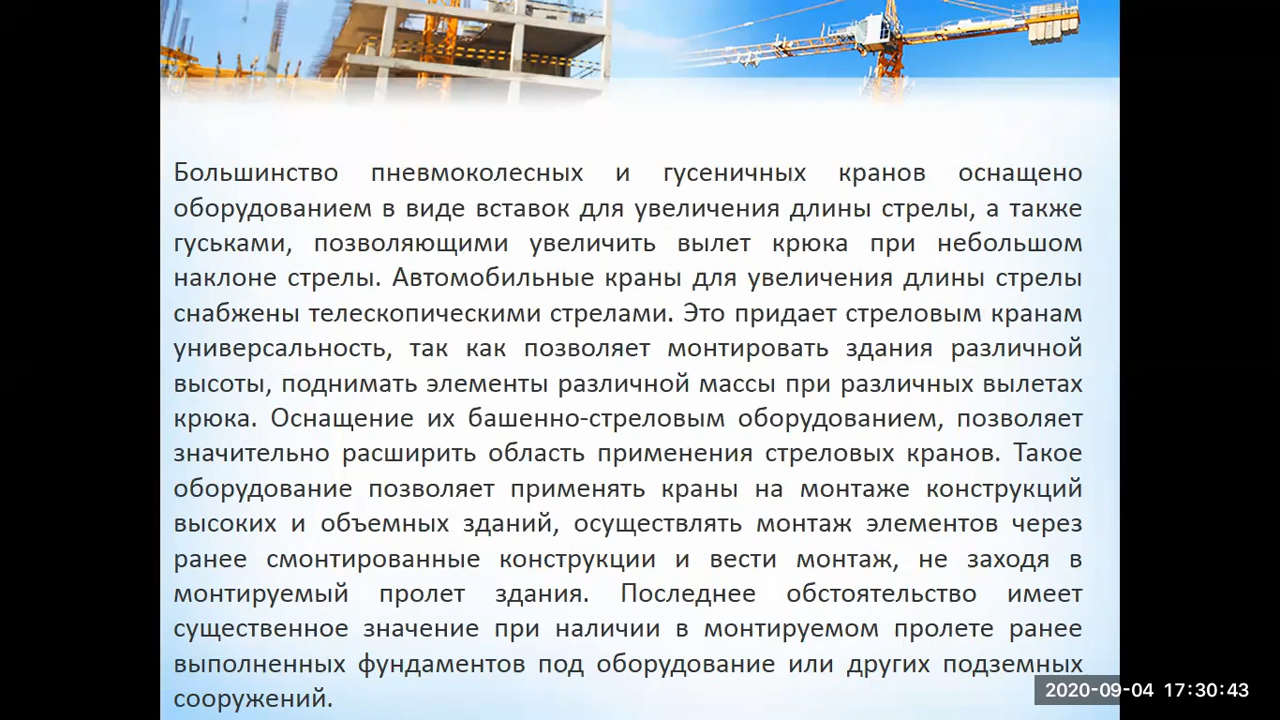 Большинство пневмоколесных и гусеничных кранов оснащено
оборудованием в виде вставок для увеличения длины стрелы, а также
гуськами, позволяющими увеличить вылет крюка при небольшом
наклоне стрелы. Автомобильные краны для увеличения длины стрелы
снабжены телескопическими стрелами. Это придает стреловым кранам
универсальность, так как позволяет монтировать здания различной
высоты, поднимать элементы различной массы при различных вылетах
крюка. Оснащение их башенно-стреловым оборудованием, позволяет
значительно расширить область применения стреловых кранов. Такое
оборудование позволяет применять краны на монтаже конструкций
высоких и объемных зданий, осуществлять монтаж элементов через
ранее смонтированные конструкции и вести монтаж, не заходя в
монтируемый пролет здания. Последнее обстоятельство имеет
существенное значение при наличии в монтируемом пролете ранее
выполненных фундаментов под оборудование или других подземных
сооружений.
2020-09-04 17:30:43